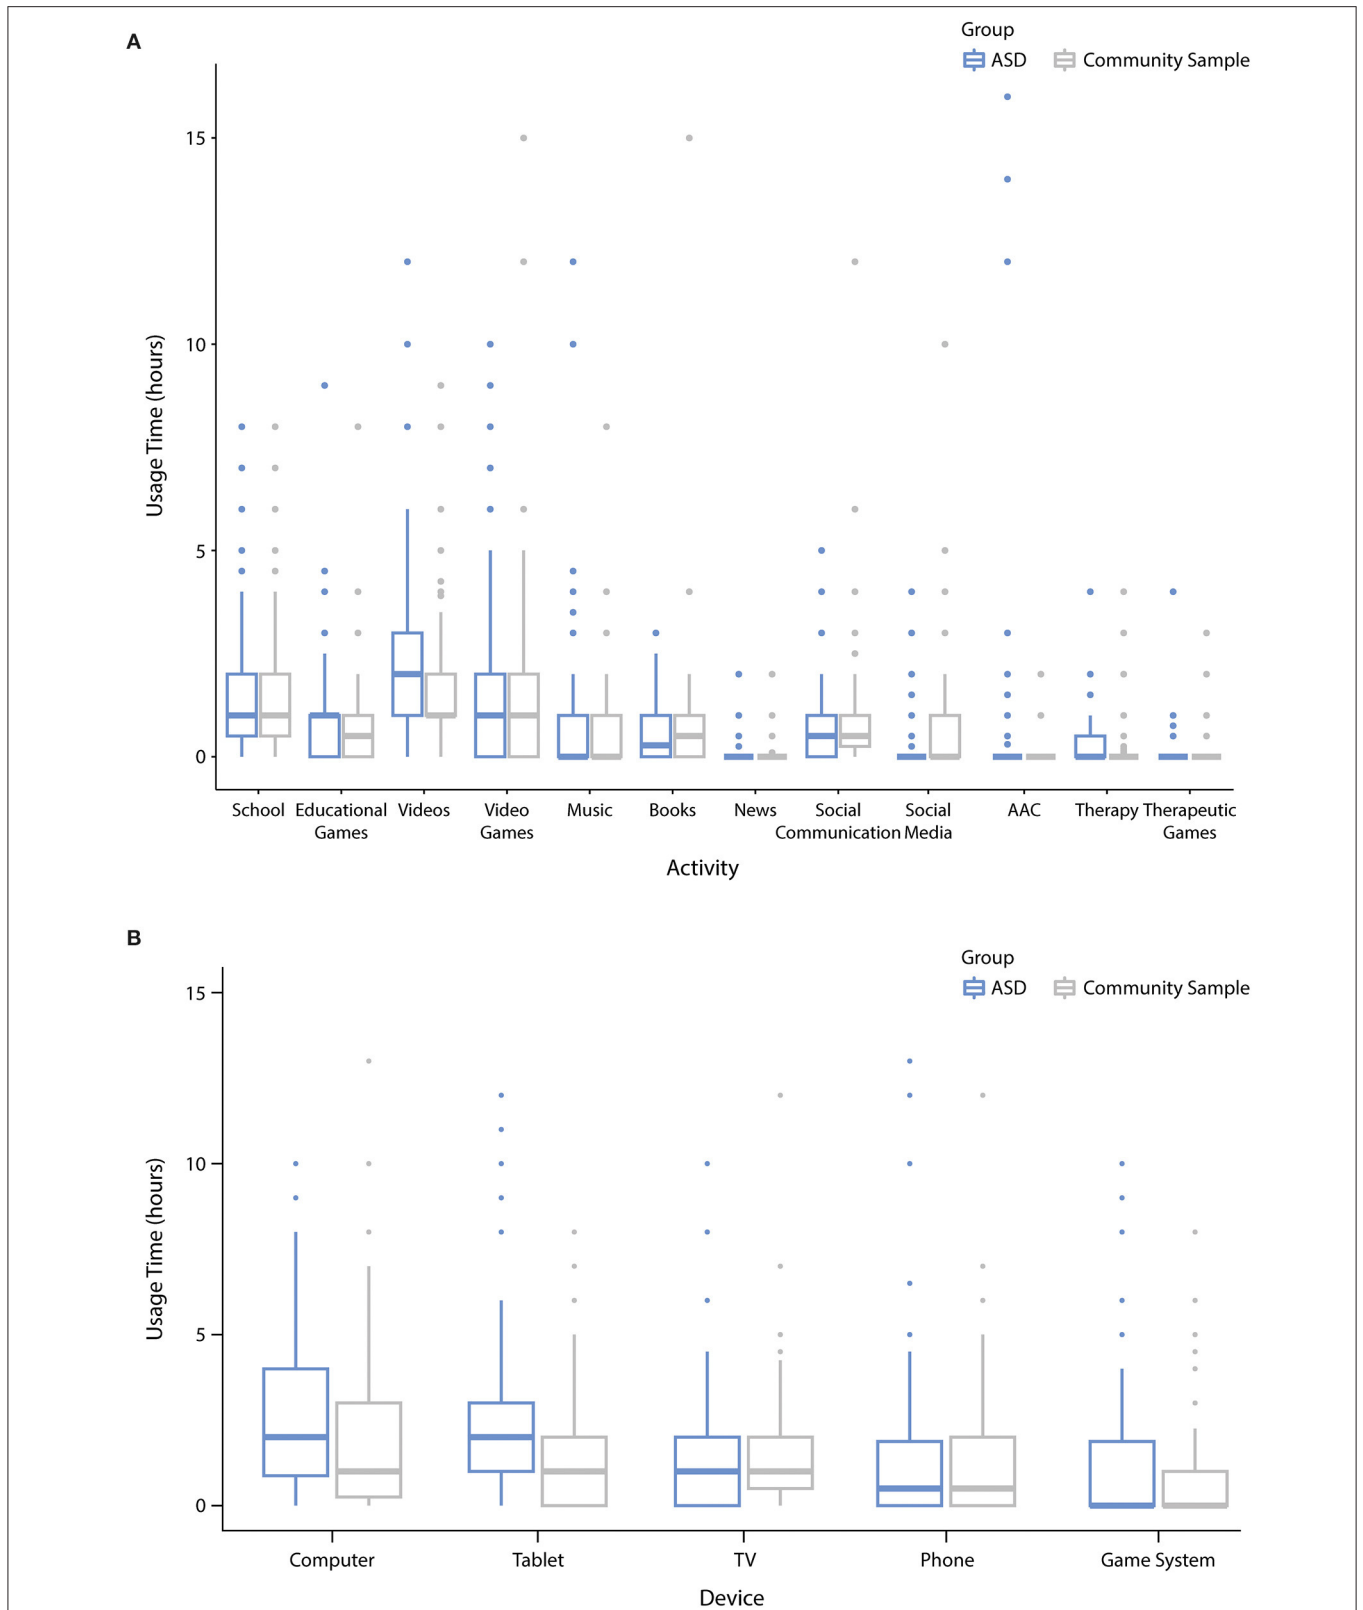 A
Group
ASD
Community Sample
15
10
5
0
Usage Time (hours)
School
Educational
Games
Videos
Video
Games
Music
Books
News
Social
Communication
Social
Media
AAC
Therapy
Therapeutic
Games
Activity
B
Group
ASD
Community Sample
15
10
5
0
Usage Time (hours)
Computer
Tablet
TV
Phone
Game System
Device